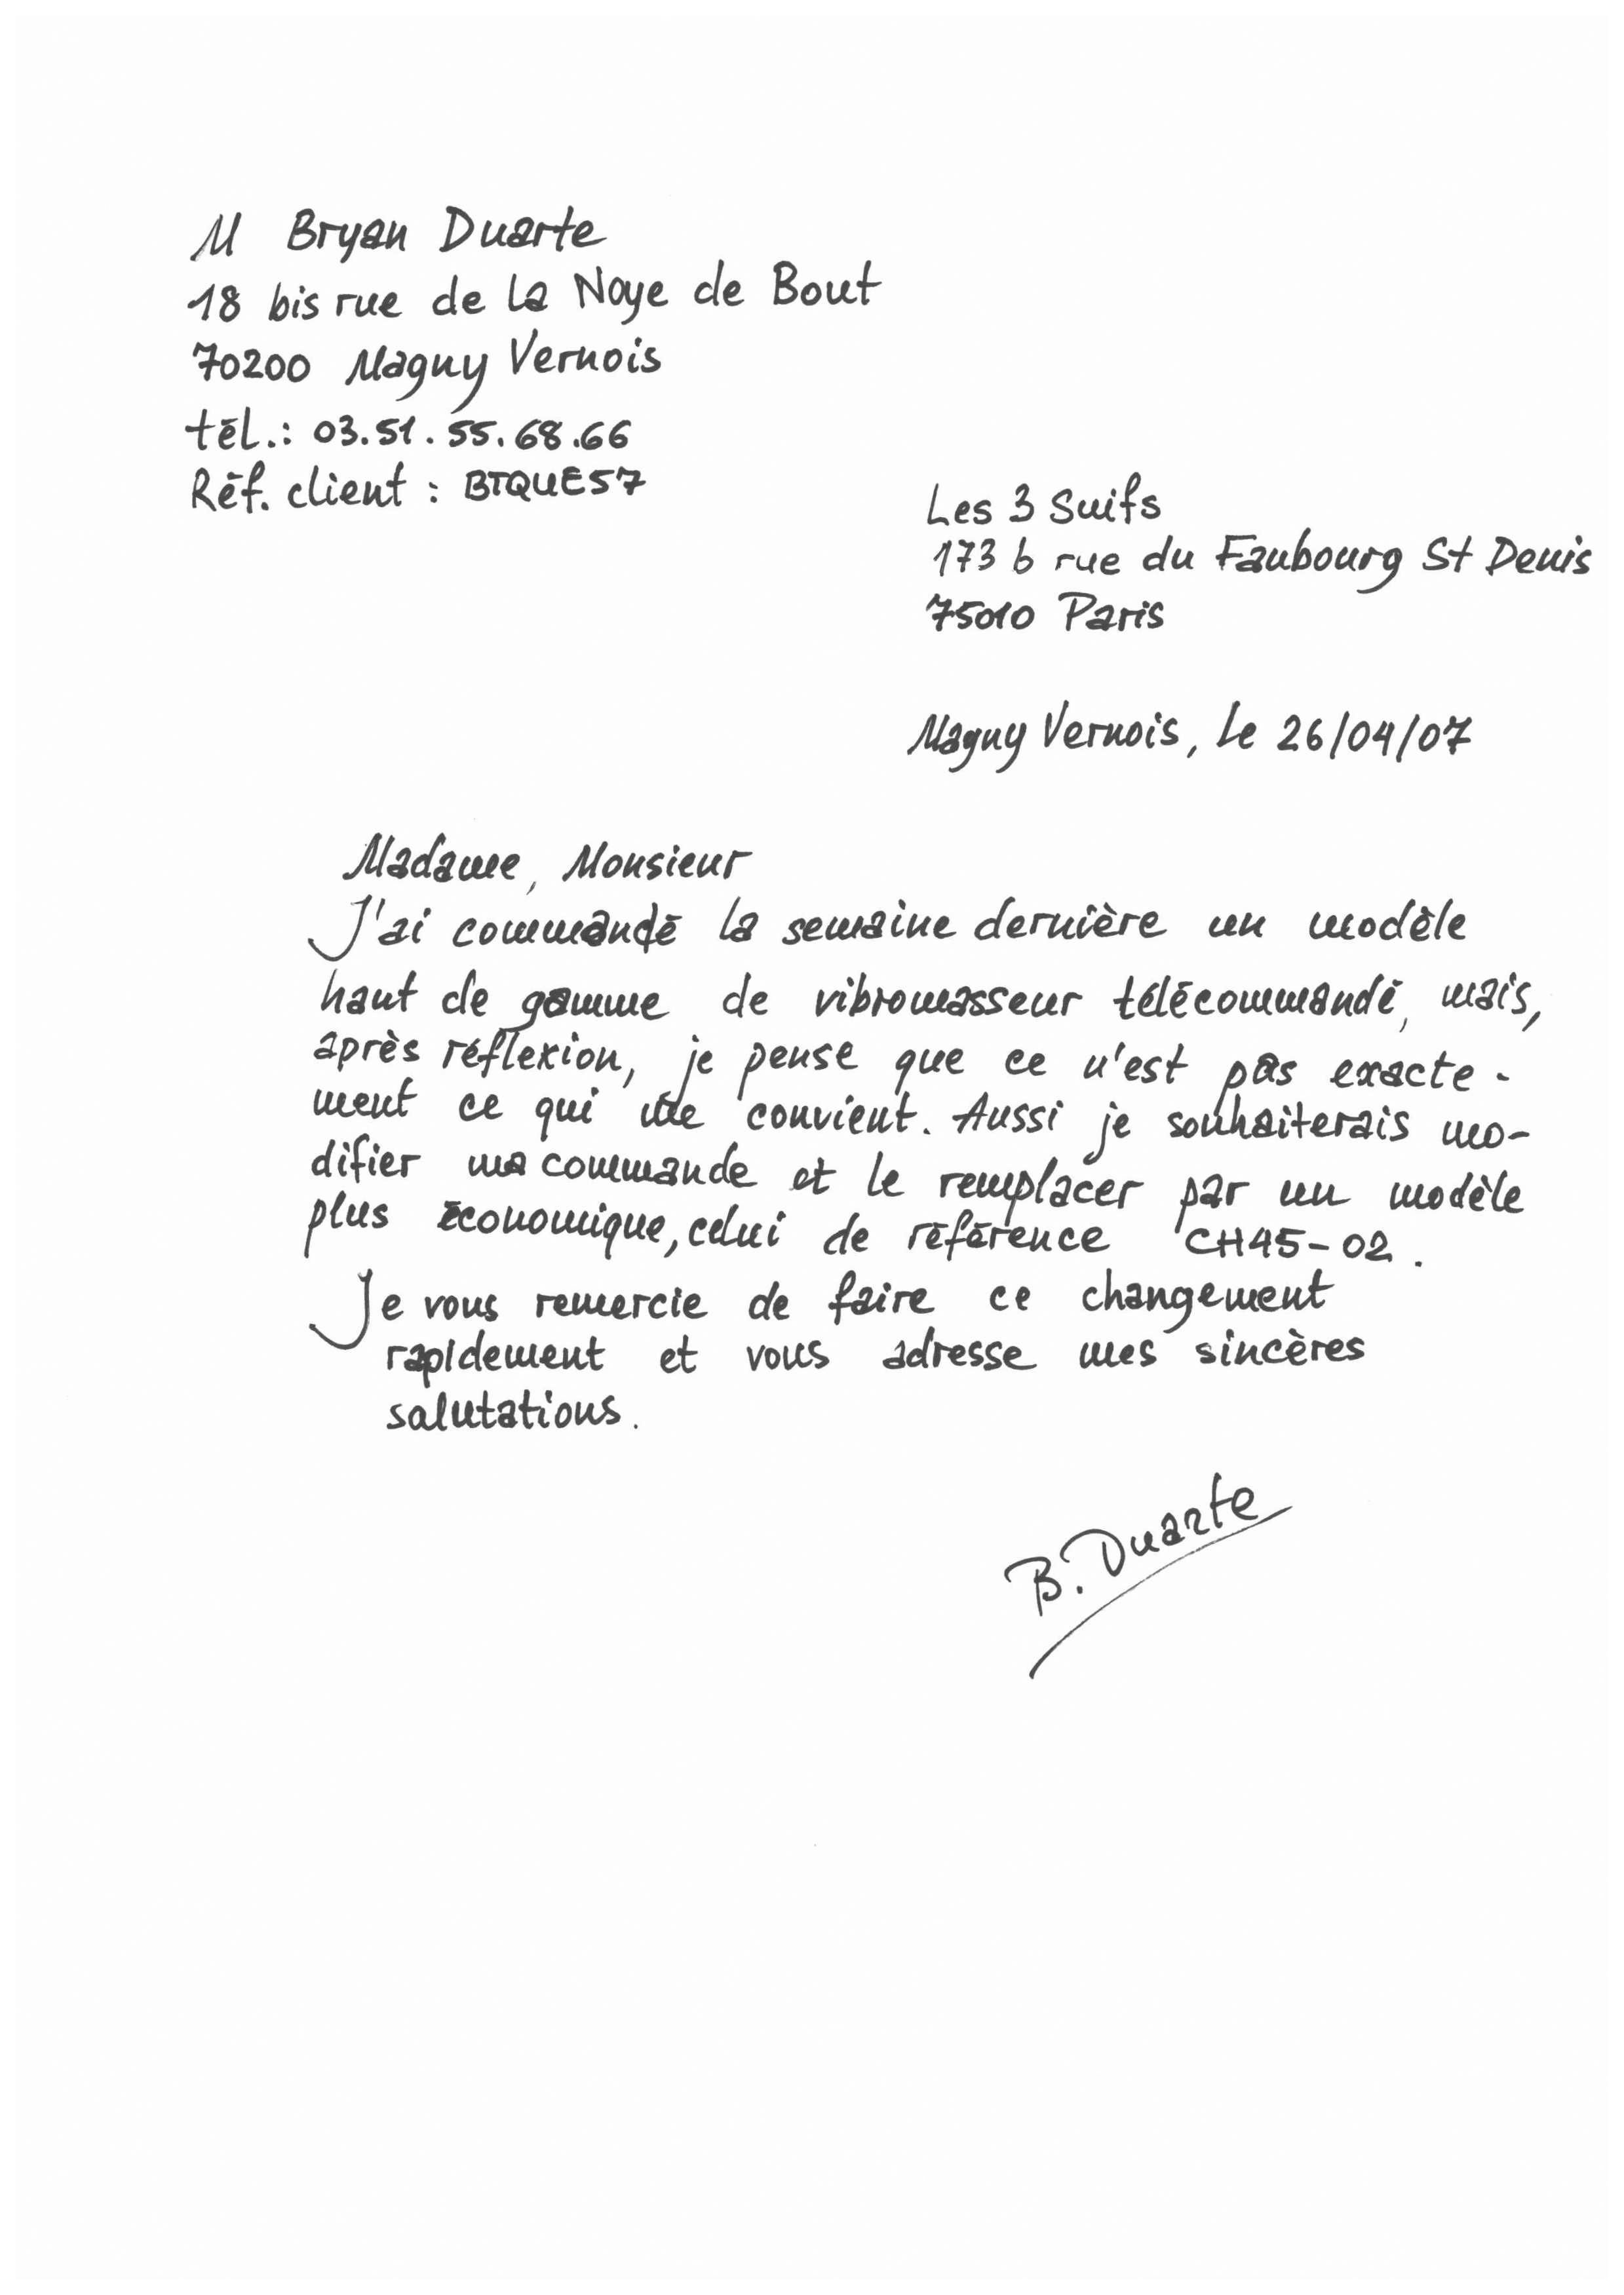 M Bryan Duarte
18 bis rue de la Noye de Bout
70200 Magny Vernois
tél.: 03.51.55.68.66
Réf. client : BTQUE57
Les 3 Suifs
173 b rue du Faubourg St Denis
75010 Paris
Magny Vernois, le 26/04/07
Madame, Monsieur
J'ai commandé la semaine dernière un modèle
haut de gamme de vibromasseur télécommandé, mais,
après réflexion, je pense que ce n'est pas exacte-
ment ce qui me convient. Aussi je souhaiterais mo-
difier ma commande et le remplacer par un modèle
plus économique, celui de référence CH45-02.
Je vous remercie de faire ce changement
rapidement et vous adresse mes sincères
salutations.
B. Duarte